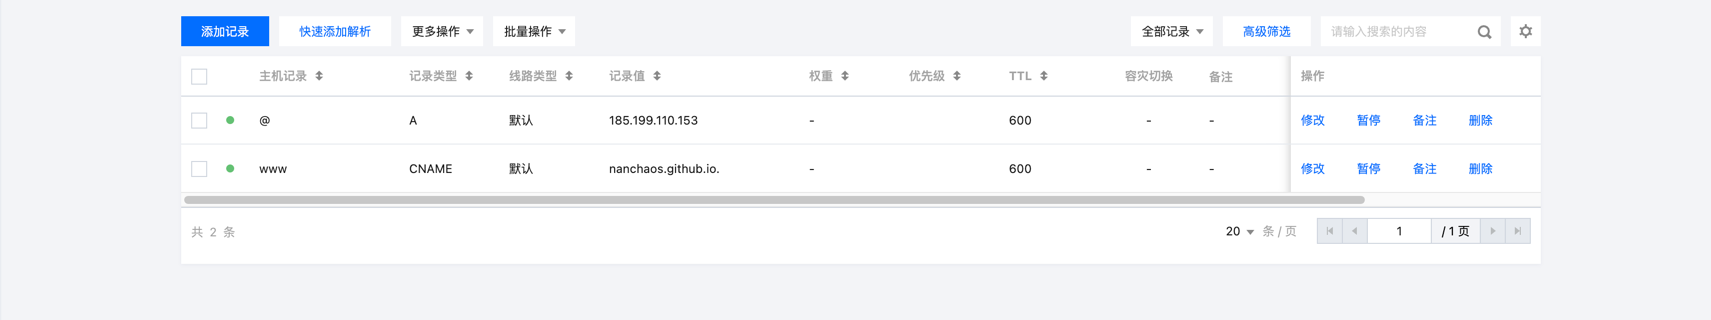 添加记录 快速添加解析 更多操作 批量操作 全部记录 高级筛选 请输入搜索的内容
主机记录 记录类型 线路类型 记录值 权重 优先级 TTL 容灾切换 备注 操作
@ A 默认 185.199.110.153 - 600 - - 修改 暂停 备注 删除
www CNAME 默认 nanchaos.github.io. - 600 - - 修改 暂停 备注 删除
共 2 条 20 条 / 页 1 / 1 页